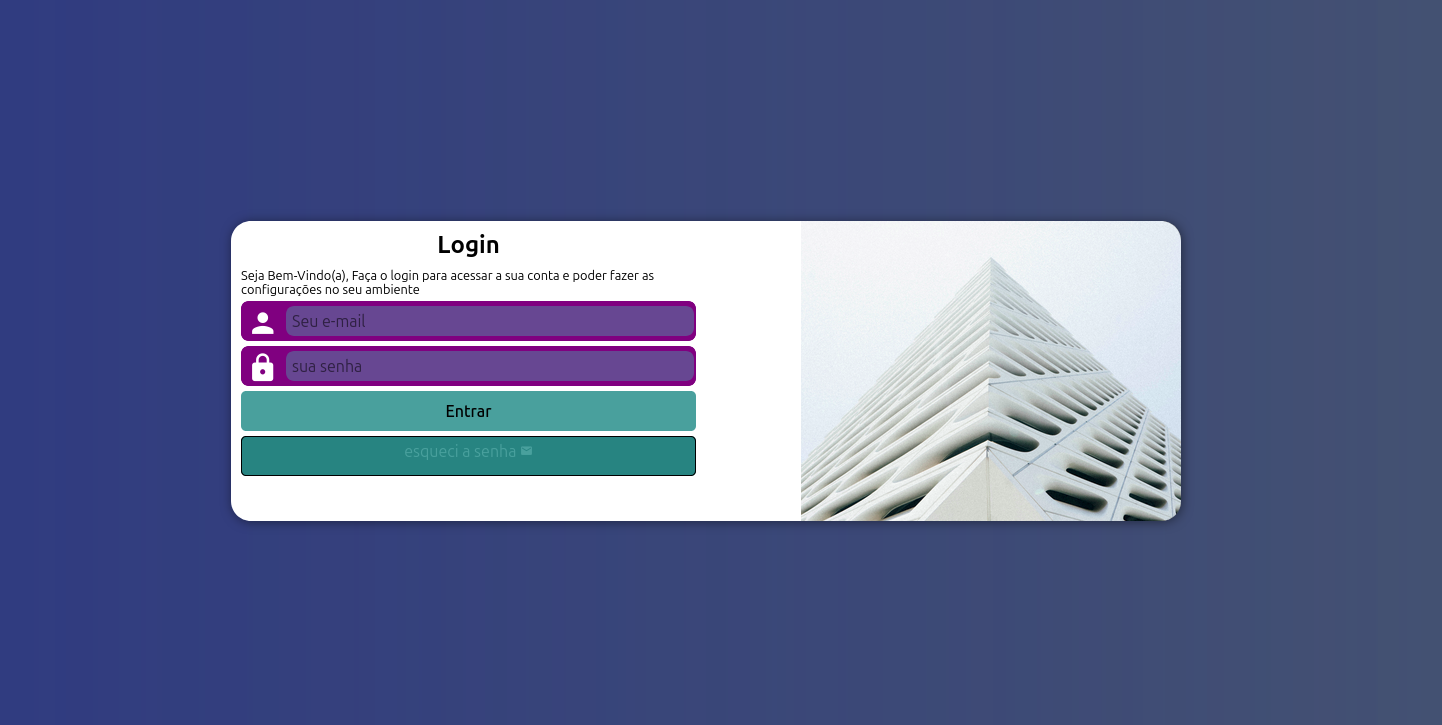 Login
Seja Bem-Vindo(a), Faça o login para acessar a sua conta e poder fazer as
configurações no seu ambiente
Seu e-mail
sua senha
Entrar
esqueci a senha